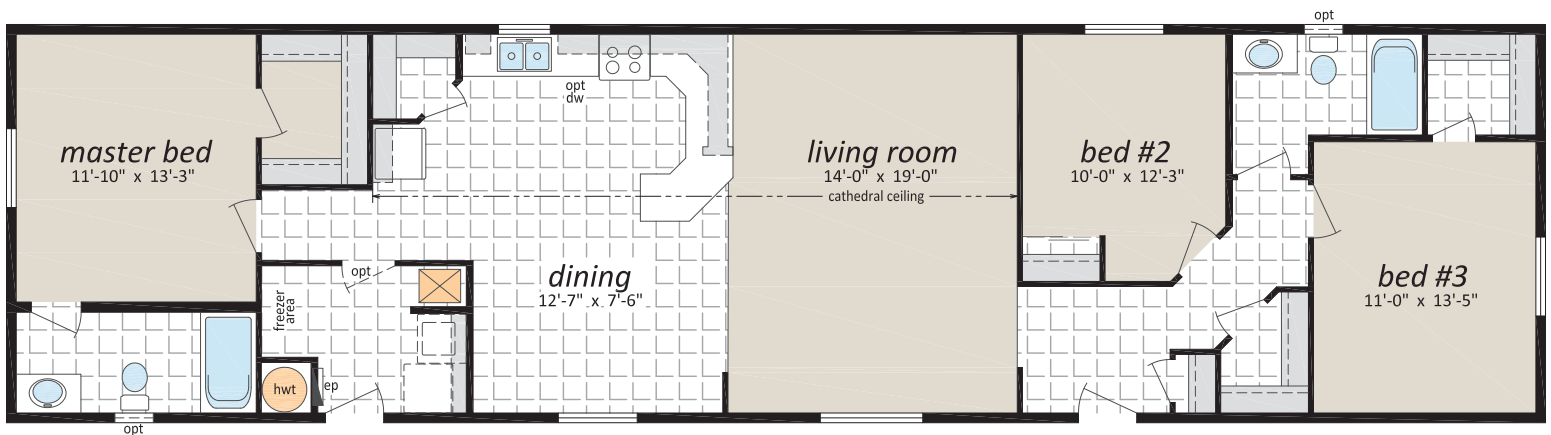 opt
opt
dw
master bed
11'-10" x 13'-3"
living room
14'-0" x 19'-0"
cathedral ceiling
bed #2
10'-0" x 12'-3"
opt
dining
12'-7" x 7'-6"
bed #3
11'-0" x 13'-5"
freezer
area
hwt
ep
opt